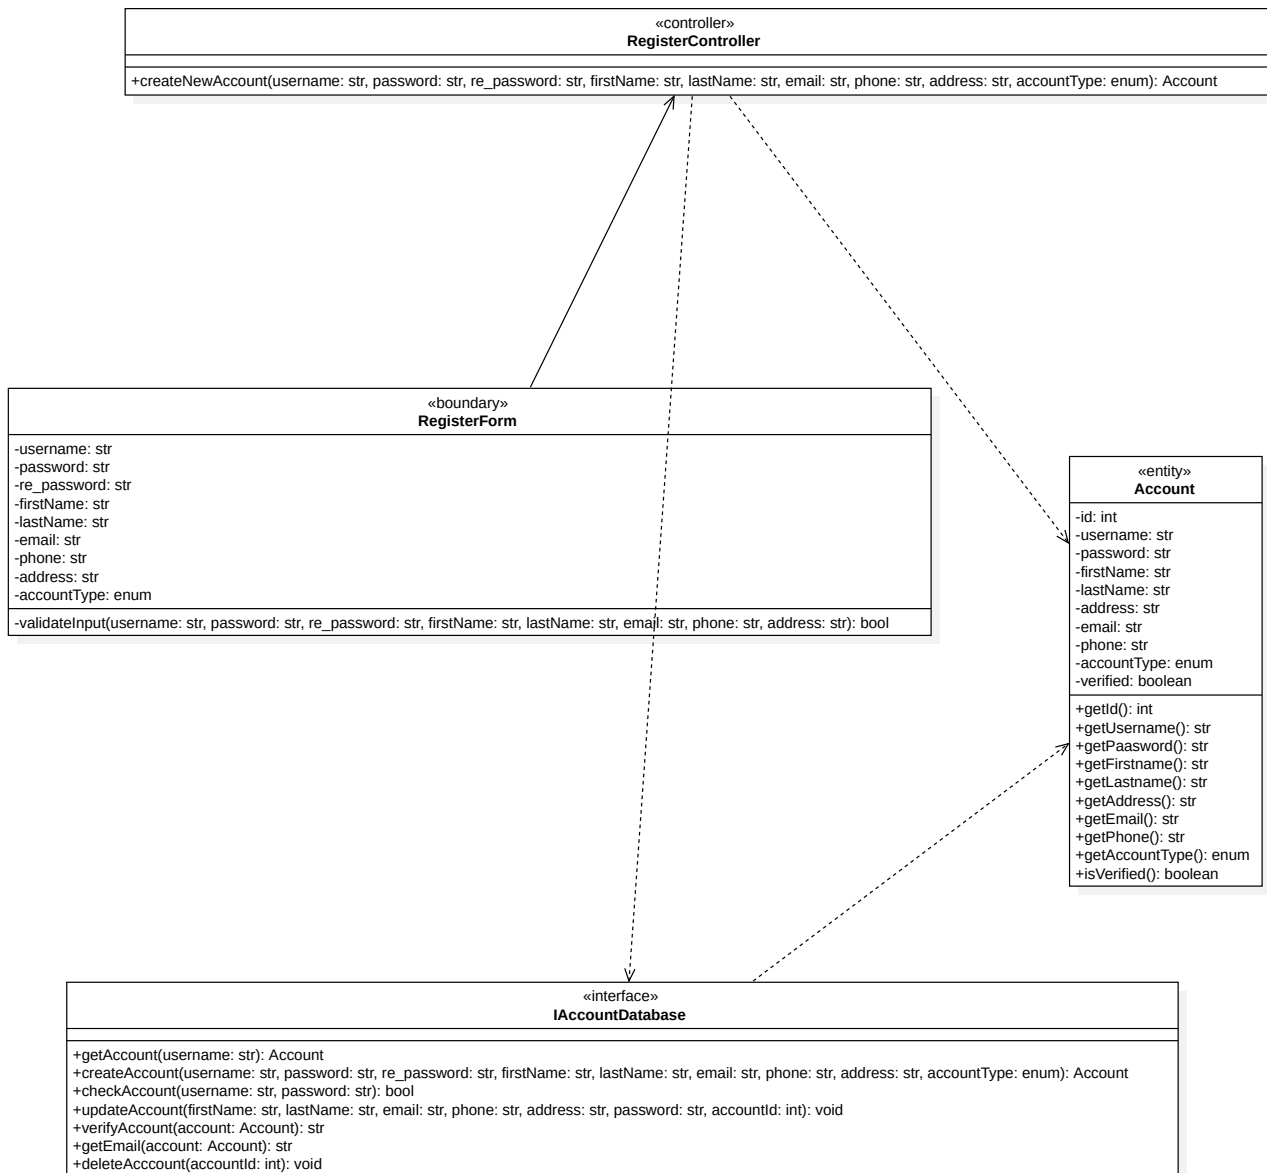 «controller»
RegisterController
+createNewAccount(username: str, password: str, re_password: str, firstName: str, lastName: str, email: str, phone: str, address: str, accountType: enum): Account
«boundary»
RegisterForm
-username: str
-password: str
-re_password: str
-firstName: str
-lastName: str
-email: str
-phone: str
-address: str
-accountType: enum
-validateInput(username: str, password: str, re_password: str, firstName: str, lastName: str, email: str, phone: str, address: str): bool
«entity»
Account
-id: int
-username: str
-password: str
-firstName: str
-lastName: str
-address: str
-email: str
-phone: str
-accountType: enum
-verified: boolean
+getId(): int
+getUsername(): str
+getPaasword(): str
+getFirstname(): str
+getLastname(): str
+getAddress(): str
+getEmail(): str
+getPhone(): str
+getAccountType(): enum
+isVerified(): boolean
«interface»
IAccountDatabase
+getAccount(username: str): Account
+createAccount(username: str, password: str, re_password: str, firstName: str, lastName: str, email: str, phone: str, address: str, accountType: enum): Account
+checkAccount(username: str, password: str): bool
+updateAccount(firstName: str, lastName: str, email: str, phone: str, address: str, password: str, accountId: int): void
+verifyAccount(account: Account): str
+getEmail(account: Account): str
+deleteAcccount(accountId: int): void